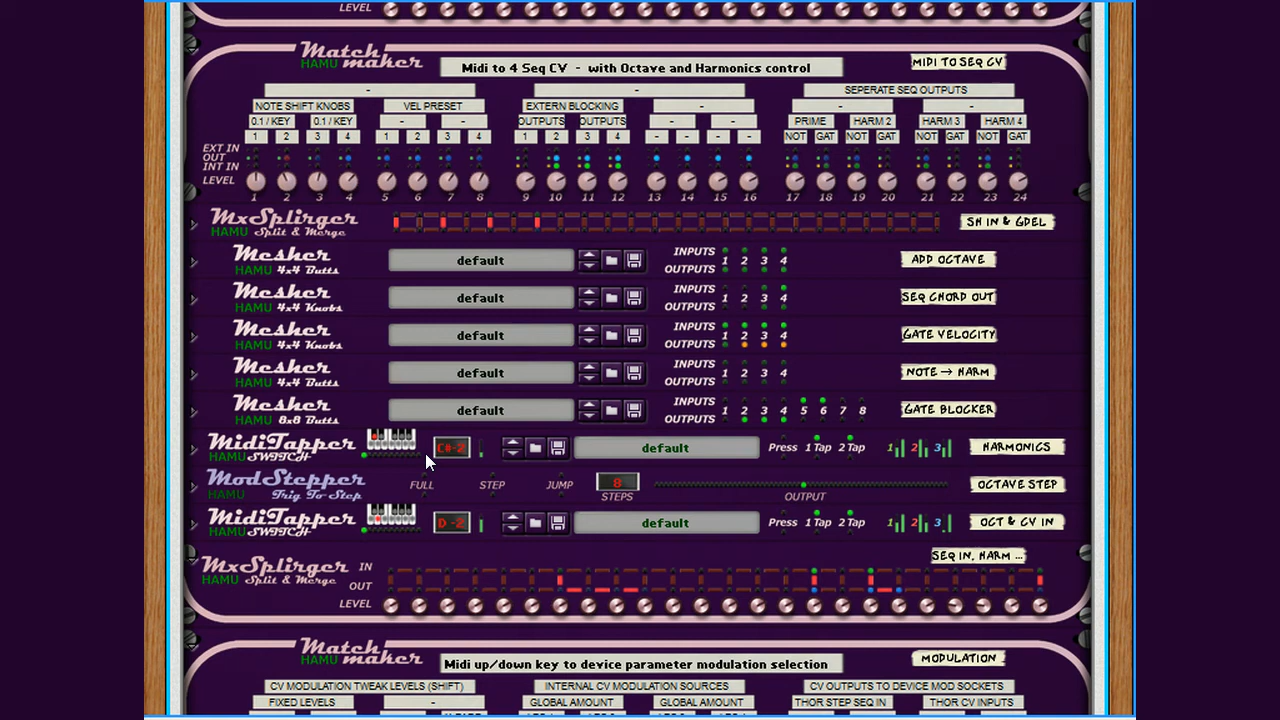 LEVEL
Match maker
HAMU
Midi to 4 Seq CV - with Octave and Harmonics control
MIDI TO SEQ CV
- - SEPERATE SEQ OUTPUTS
NOTE SHIFT KNOBS VEL PRESET EXTERN BLOCKING - - -
0.1 / KEY 0.1 / KEY - - OUTPUTS OUTPUTS - - PRIME HARM 2 HARM 3 HARM 4
1 2 3 4 1 2 3 4 1 2 3 4 - - - - NOT GAT NOT GAT NOT GAT NOT GAT
EXT IN
OUT
INT IN
LEVEL
1 2 3 4 5 6 7 8 9 10 11 12 13 14 15 16 17 18 19 20 21 22 23 24
MxSplirger
HAMU Split & Merge
SH IN & GDEL
Mesher
HAMU 4x4 Butts
default
INPUTS
1 2 3 4
OUTPUTS
ADD OCTAVE
Mesher
HAMU 4x4 Knobs
default
INPUTS
1 2 3 4
OUTPUTS
SEQ CHORD OUT
Mesher
HAMU 4x4 Knobs
default
INPUTS
1 2 3 4
OUTPUTS
GATE VELOCITY
Mesher
HAMU 4x4 Butts
default
INPUTS
1 2 3 4
OUTPUTS
NOTE → HARM
Mesher
HAMU 8x8 Butts
default
INPUTS
1 2 3 4 5 6 7 8
OUTPUTS
GATE BLOCKER
MidiTapper
HAMU SWITCH
C#-2
default
Press 1 Tap 2 Tap
1 2 3
HARMONICS
ModStepper
HAMU Trig To Step
FULL STEP JUMP
8
STEPS
OUTPUT
OCTAVE STEP
MidiTapper
HAMU SWITCH
D -2
default
Press 1 Tap 2 Tap
1 2 3
OCT & CV IN
MxSplirger
HAMU Split & Merge
IN
OUT
LEVEL
SEQ IN, HARM ...
Match maker
HAMU
Midi up/down key to device parameter modulation selection
MODULATION
CV MODULATION TWEAK LEVELS (SHIFT) INTERNAL CV MODULATION SOURCES CV OUTPUTS TO DEVICE MOD SOCKETS
FIXED LEVELS - GLOBAL AMOUNT GLOBAL AMOUNT THOR STEP SEQ IN THOR CV INPUTS